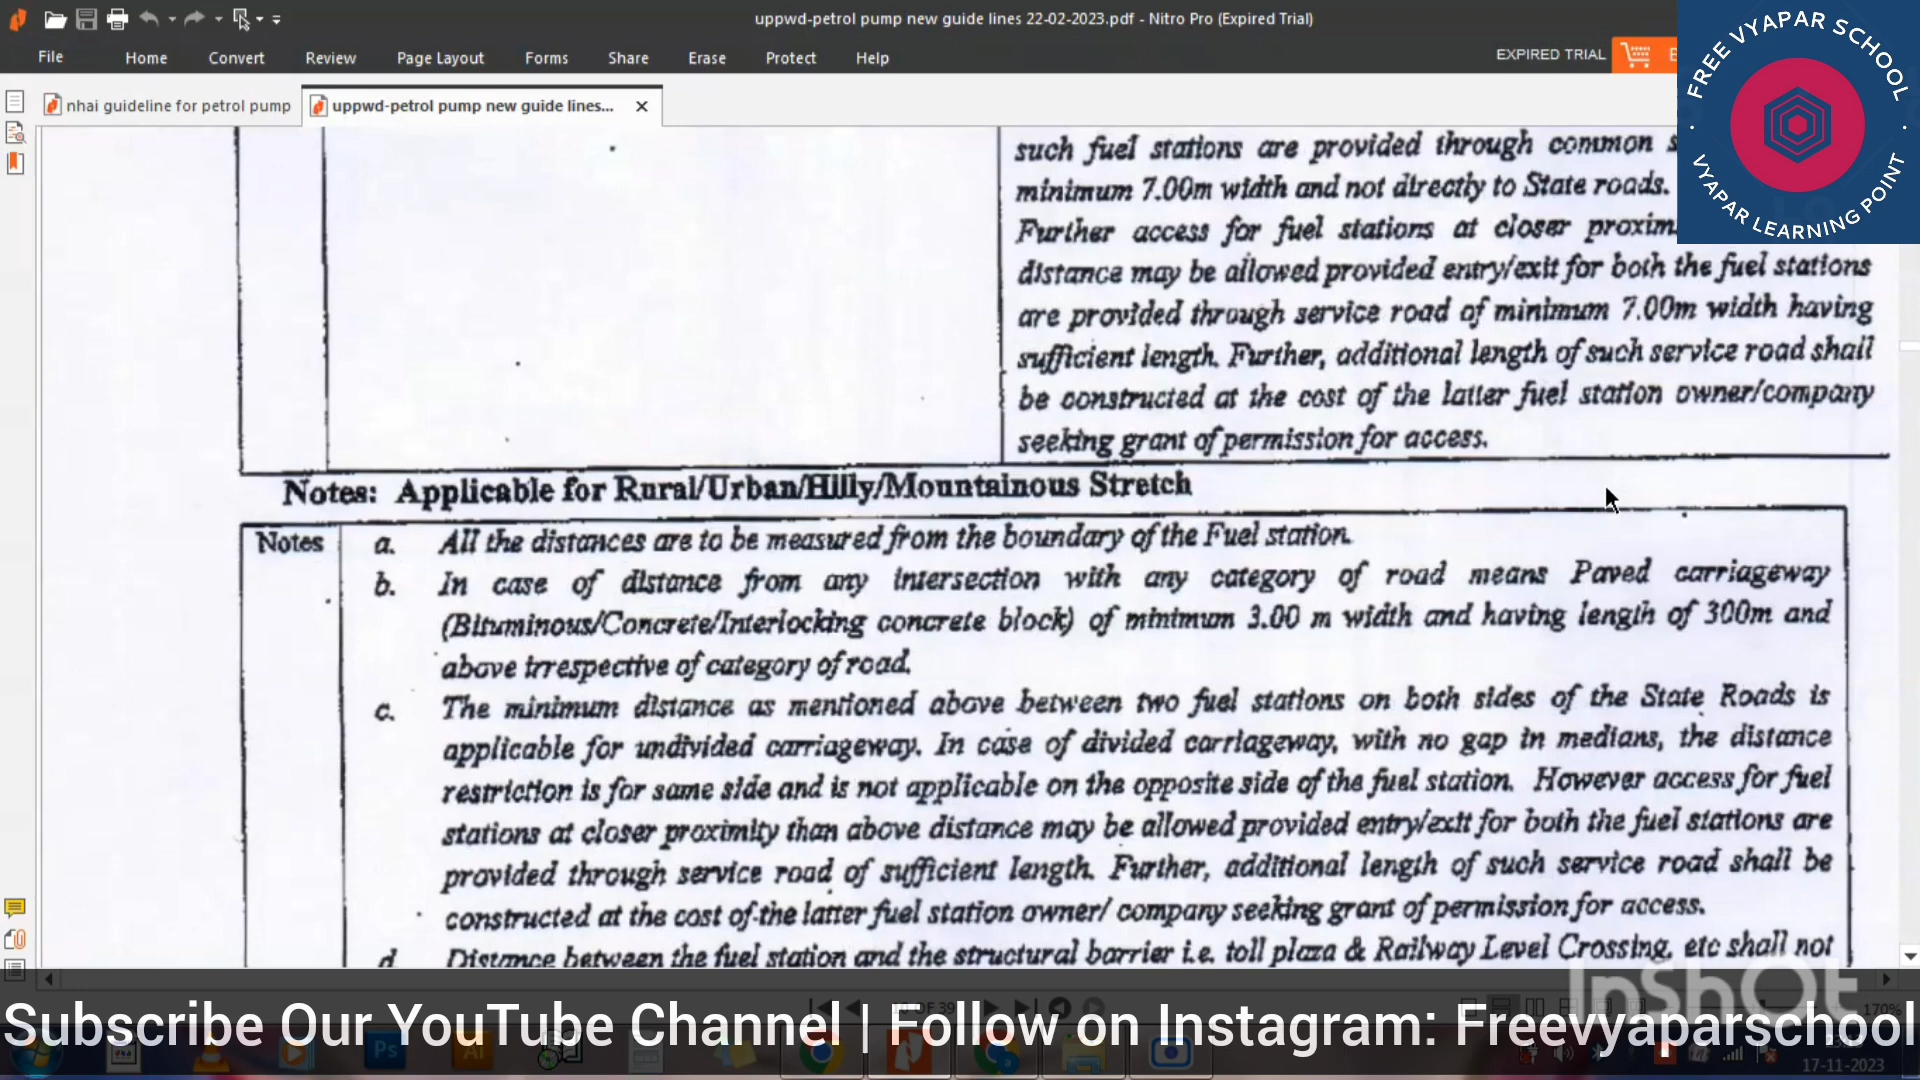 uppwd-petrol pump new guide lines 22-02-2023.pdf - Nitro Pro (Expired Trial)
File Home Convert Review Page Layout Forms Share Erase Protect Help
EXPIRED TRIAL
FREE VYAPAR SCHOOL
VYAPAR LEARNING POINT
nhai guideline for petrol pump
uppwd-petrol pump new guide lines...
such fuel stations are provided through common
minimum 7.00m width and not directly to State roads.
Further access for fuel stations at closer
distance may be allowed provided entry/exit for both the fuel stations
are provided through service road of minimum 7.00m width having
sufficient length. Further, additional length of such service road shall
be constructed at the cost of the latter fuel station owner/company
seeking grant of permission for access.
Notes: Applicable for Rural/Urban/Hilly/Mountainous Stretch
Notes
a. All the distances are to be measured from the boundary of the Fuel station.
b. In case of distance from any intersection with any category of road means Paved carriageway
(Bituminous/Concrete/Interlocking concrete block) of minimum 3.00 m width and having length of 300m and
above irrespective of category of road.
c. The minimum distance as mentioned above between two fuel stations on both sides of the State Roads is
applicable for undivided carriageway. In case of divided carriageway, with no gap in medians, the distance
restriction is for same side and is not applicable on the opposite side of the fuel station. However access for fuel
stations at closer proximity than above distance may be allowed provided entry/exit for both the fuel stations are
provided through service road of sufficient length. Further, additional length of such service road shall be
constructed at the cost of the latter fuel station owner/ company seeking grant of permission for access.
d. Distance between the fuel station and the structural barrier i.e. toll plaza & Railway Level Crossing, etc shall not
InShOt
170%
Subscribe Our YouTube Channel | Follow on Instagram: Freevyaparschool
Ps
Ai
17-11-2023